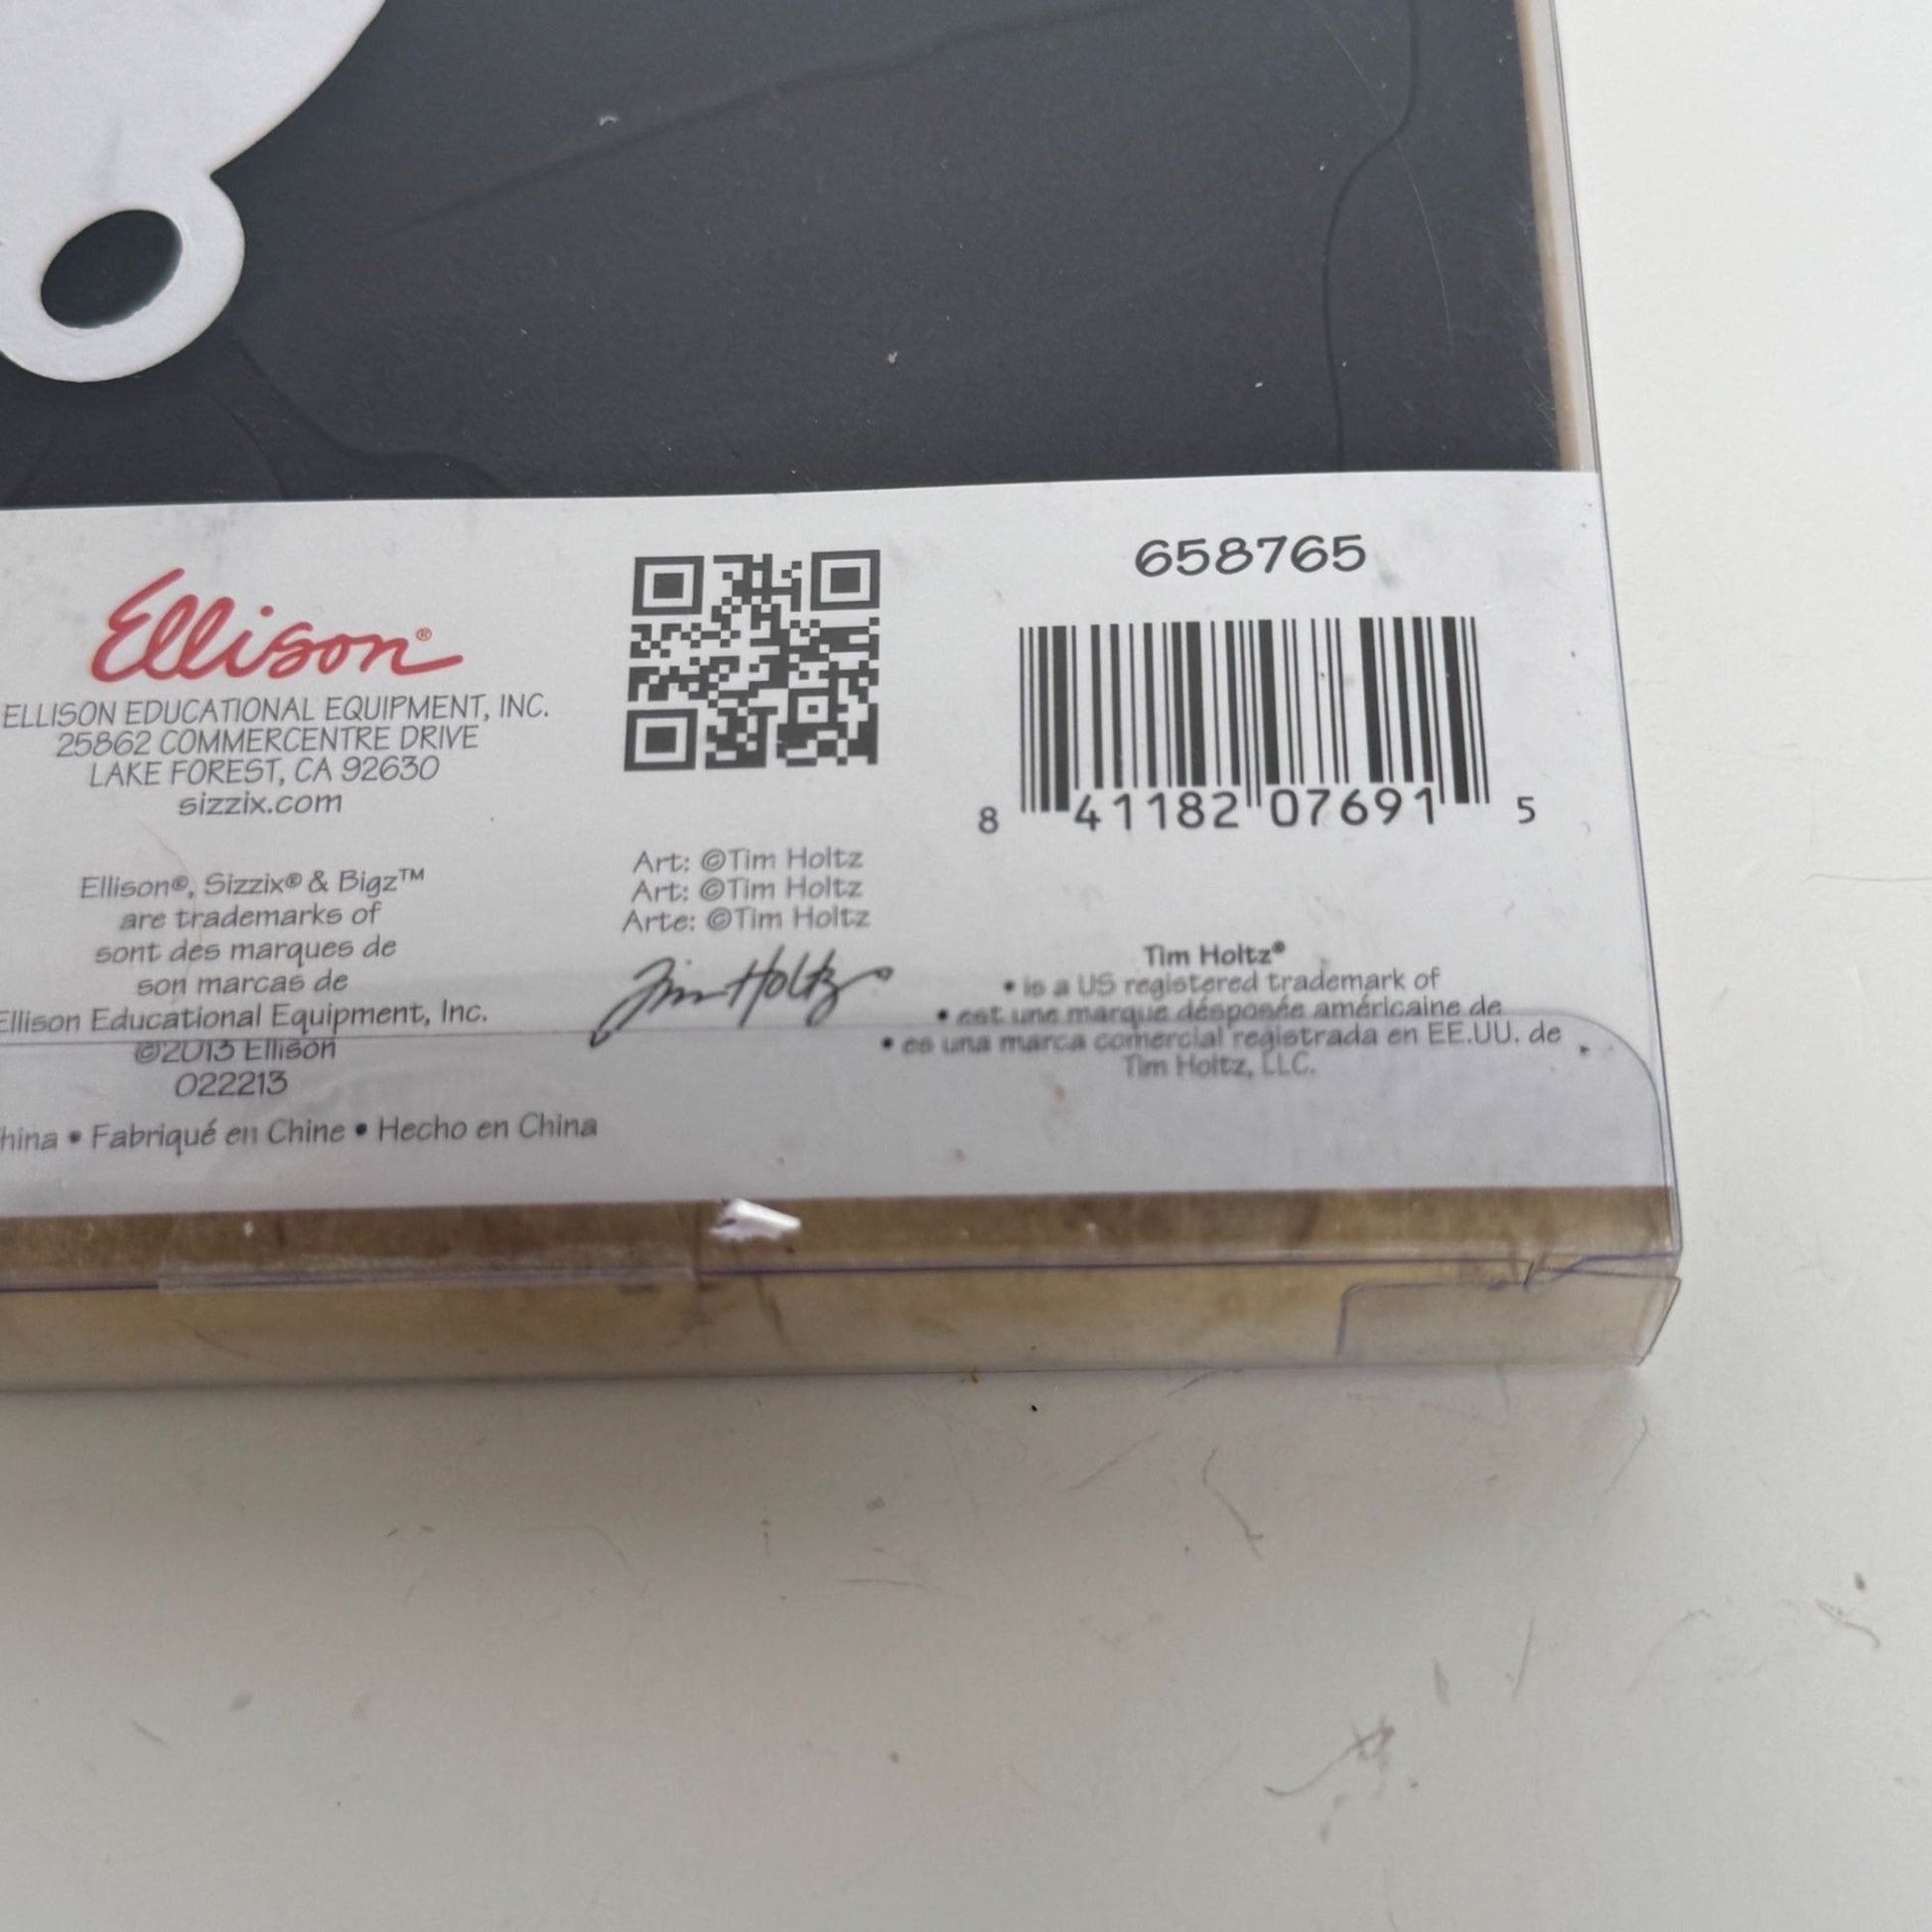 Ellison®
ELLISON EDUCATIONAL EQUIPMENT, INC.
25862 COMMERCENTRE DRIVE
LAKE FOREST, CA 92630
sizzix.com
Ellison®, Sizzix® & Bigz™
are trademarks of
sont des marques de
son marcas de
Ellison Educational Equipment, Inc.
©2013 Ellison
022213
hina • Fabriqué en Chine • Hecho en China
Art: ©Tim Holtz
Art: ©Tim Holtz
Arte: ©Tim Holtz
Tim Holtz
658765
8 41182 07691 5
Tim Holtz®
• is a US registered trademark of
• est une marque désposée américaine de
• es una marca comercial registrada en EE.UU. de
Tim Holtz, LLC.